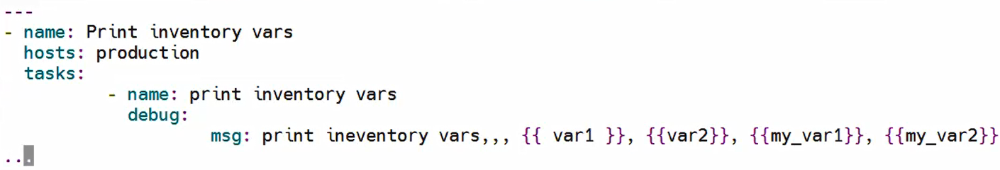 ---
- name: Print inventory vars
  hosts: production
  tasks:
          - name: print inventory vars
            debug:
                    msg: print ineventory vars,,, {{ var1 }}, {{var2}}, {{my_var1}}, {{my_var2}}
...